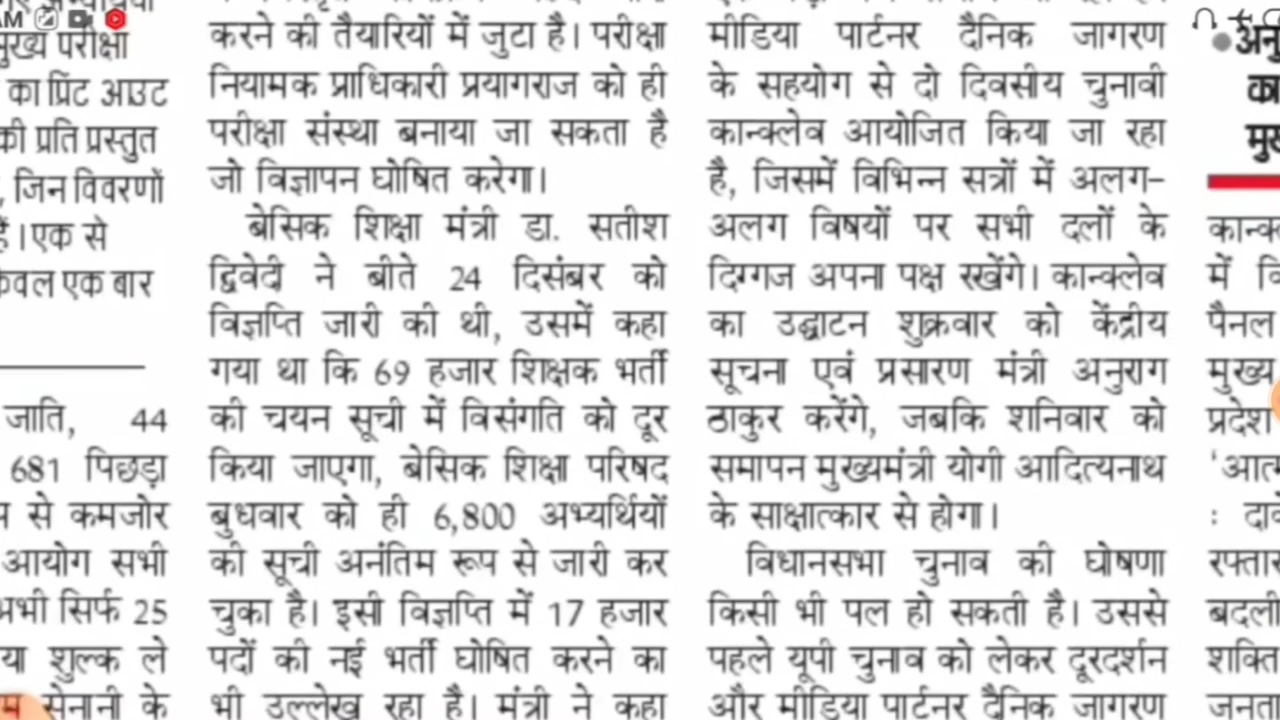 AM
मुख्य परीक्षा
का प्रिंट आउट
की प्रति प्रस्तुत
, जिन विवरणों
हैं। एक से
केवल एक बार
जाति, 44
681 पिछड़ा
से कमजोर
आयोग सभी
अभी सिर्फ 25
या शुल्क ले
सेनानी के
करने की तैयारियों में जुटा है। परीक्षा
नियामक प्राधिकारी प्रयागराज को ही
परीक्षा संस्था बनाया जा सकता है
जो विज्ञापन घोषित करेगा।
बेसिक शिक्षा मंत्री डा. सतीश
द्विवेदी ने बीते 24 दिसंबर को
विज्ञप्ति जारी की थी, उसमें कहा
गया था कि 69 हजार शिक्षक भर्ती
की चयन सूची में विसंगति को दूर
किया जाएगा, बेसिक शिक्षा परिषद
बुधवार को ही 6,800 अभ्यर्थियों
की सूची अनंतिम रूप से जारी कर
चुका है। इसी विज्ञप्ति में 17 हजार
पदों की नई भर्ती घोषित करने का
भी उल्लेख रहा है। मंत्री ने कहा
मीडिया पार्टनर दैनिक जागरण
के सहयोग से दो दिवसीय चुनावी
कान्क्लेव आयोजित किया जा रहा
है, जिसमें विभिन्न सत्रों में अलग-
अलग विषयों पर सभी दलों के
दिग्गज अपना पक्ष रखेंगे। कान्क्लेव
का उद्घाटन शुक्रवार को केंद्रीय
सूचना एवं प्रसारण मंत्री अनुराग
ठाकुर करेंगे, जबकि शनिवार को
समापन मुख्यमंत्री योगी आदित्यनाथ
के साक्षात्कार से होगा।
विधानसभा चुनाव की घोषणा
किसी भी पल हो सकती है। उससे
पहले यूपी चुनाव को लेकर दूरदर्शन
और मीडिया पार्टनर दैनिक जागरण
का
में
पैनल
मुख्य
प्रदेश
रफ्तार
बदली
शक्ति
जनता